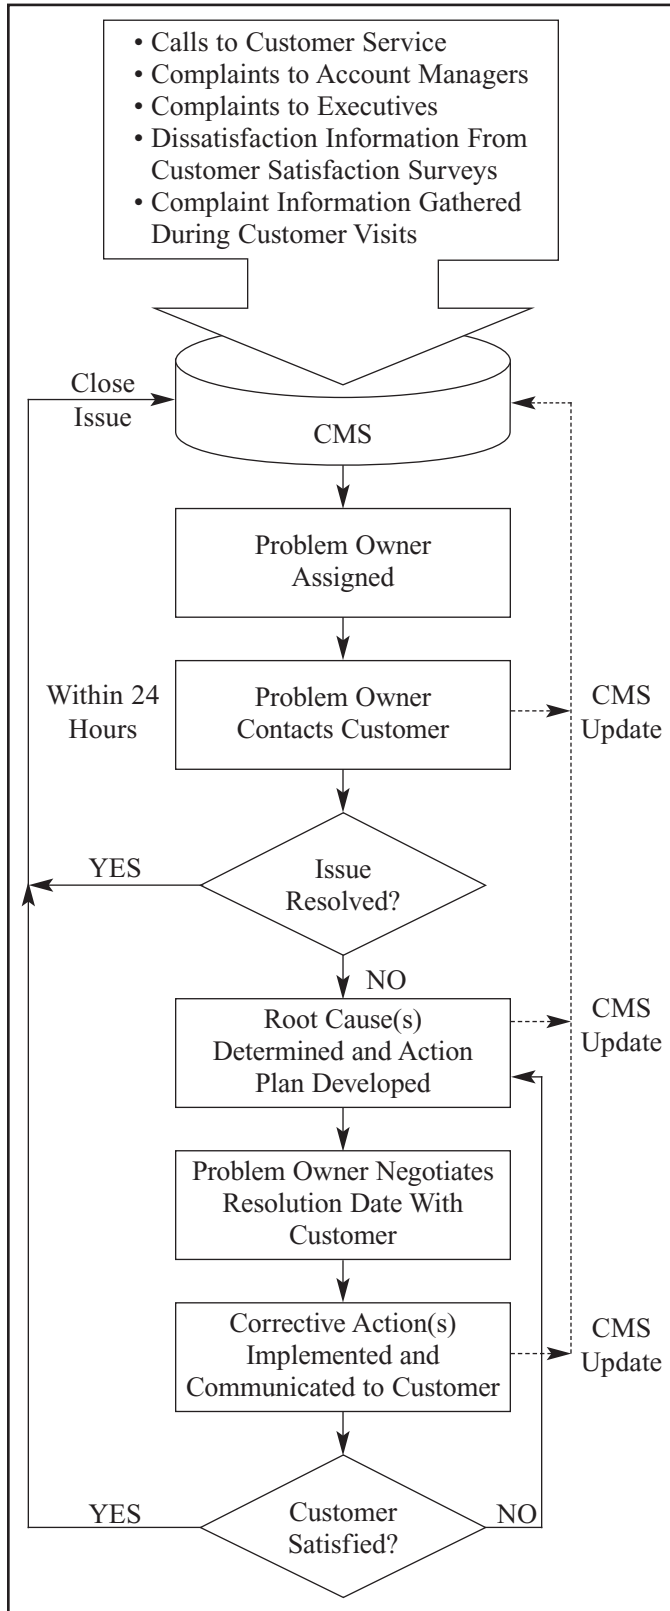 • Calls to Customer Service
• Complaints to Account Managers
• Complaints to Executives
• Dissatisfaction Information From
Customer Satisfaction Surveys
• Complaint Information Gathered
During Customer Visits
Close
Issue
CMS
Problem Owner
Assigned
Within 24
Hours
Problem Owner
Contacts Customer
CMS
Update
YES
Issue
Resolved?
NO
Root Cause(s)
Determined and Action
Plan Developed
CMS
Update
Problem Owner Negotiates
Resolution Date With
Customer
Corrective Action(s)
Implemented and
Communicated to Customer
CMS
Update
YES
Customer
Satisfied?
NO